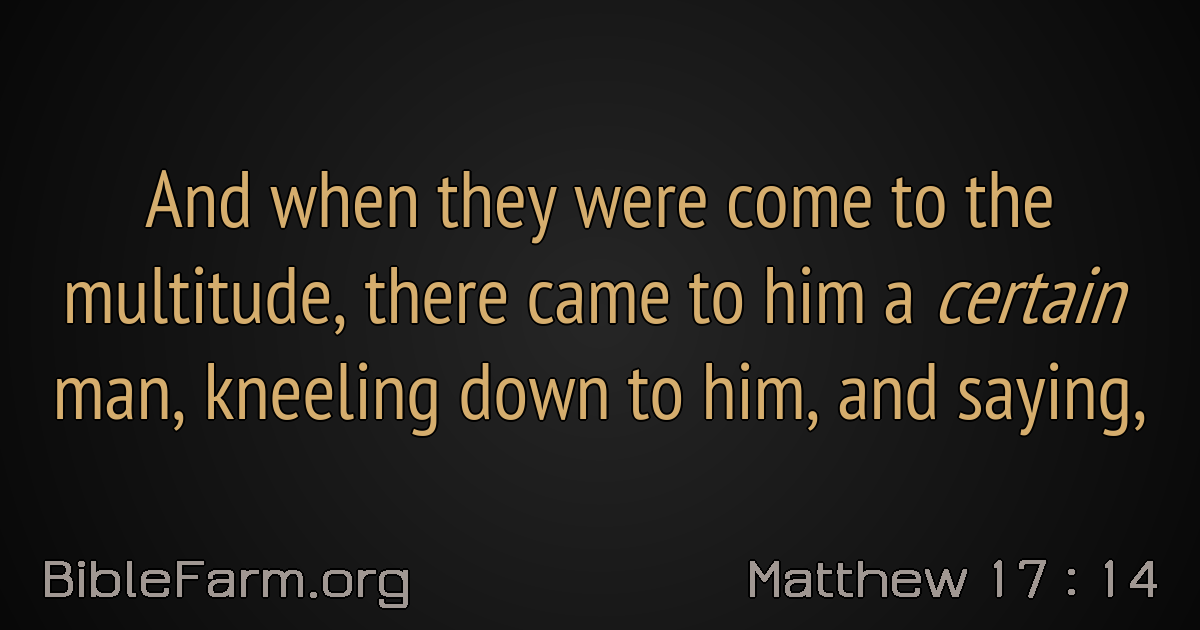 And when they were come to the
multitude, there came to him a certain
man, kneeling down to him, and saying,
BibleFarm.org
Matthew 17 : 14